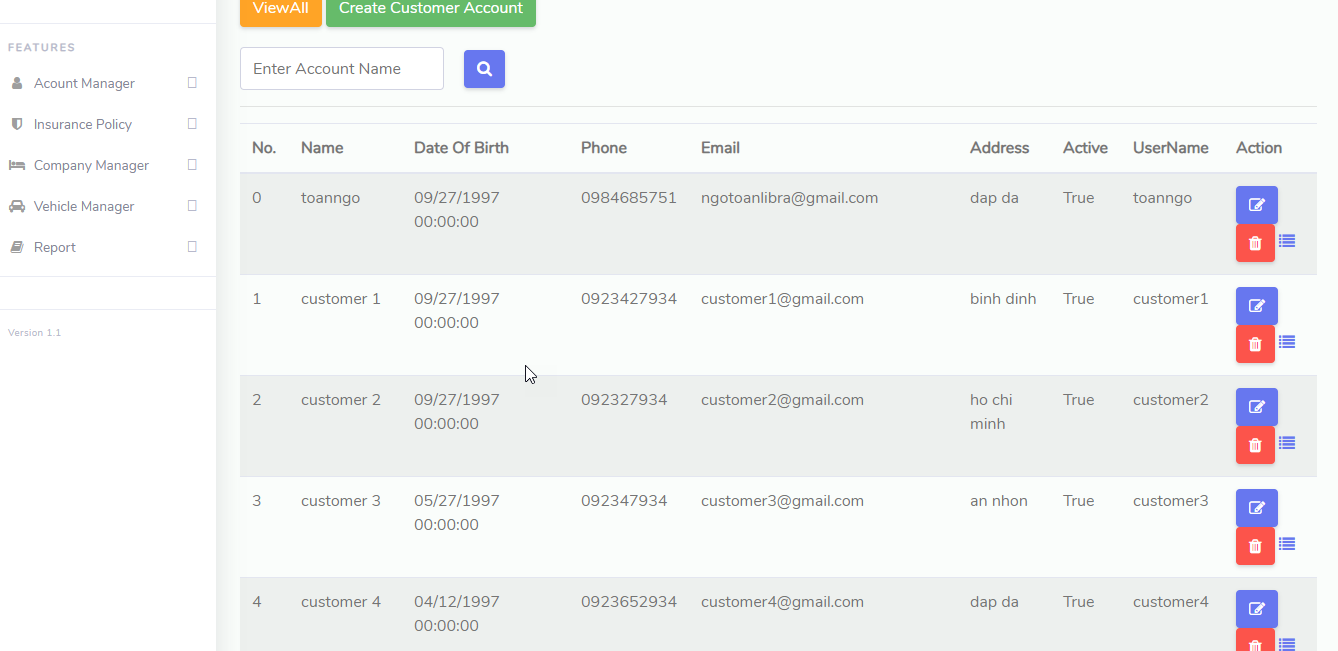 ViewAll Create Customer Account
FEATURES
Acount Manager
Insurance Policy
Company Manager
Vehicle Manager
Report
Version 1.1
Enter Account Name
No. Name Date Of Birth Phone Email Address Active UserName Action
0 toanngo 09/27/1997 0984685751 ngotoanlibra@gmail.com dap da True toanngo
00:00:00
1 customer 1 09/27/1997 0923427934 customer1@gmail.com binh dinh True customer1
00:00:00
2 customer 2 09/27/1997 092327934 customer2@gmail.com ho chi True customer2
00:00:00 minh
3 customer 3 05/27/1997 092347934 customer3@gmail.com an nhon True customer3
00:00:00
4 customer 4 04/12/1997 0923652934 customer4@gmail.com dap da True customer4
00:00:00